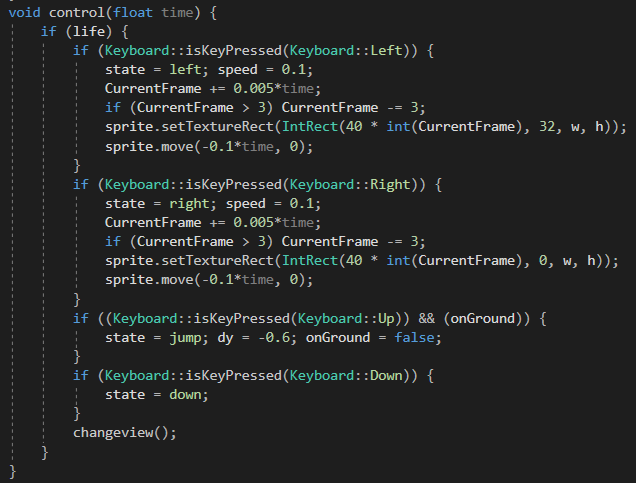 void control(float time) {
if (life) {
if (Keyboard::isKeyPressed(Keyboard::Left)) {
state = left; speed = 0.1;
CurrentFrame += 0.005*time;
if (CurrentFrame > 3) CurrentFrame -= 3;
sprite.setTextureRect(IntRect(40 * int(CurrentFrame), 32, w, h));
sprite.move(-0.1*time, 0);
}
if (Keyboard::isKeyPressed(Keyboard::Right)) {
state = right; speed = 0.1;
CurrentFrame += 0.005*time;
if (CurrentFrame > 3) CurrentFrame -= 3;
sprite.setTextureRect(IntRect(40 * int(CurrentFrame), 0, w, h));
sprite.move(-0.1*time, 0);
}
if ((Keyboard::isKeyPressed(Keyboard::Up)) && (onGround)) {
state = jump; dy = -0.6; onGround = false;
}
if (Keyboard::isKeyPressed(Keyboard::Down)) {
state = down;
}
changeview();
}
}